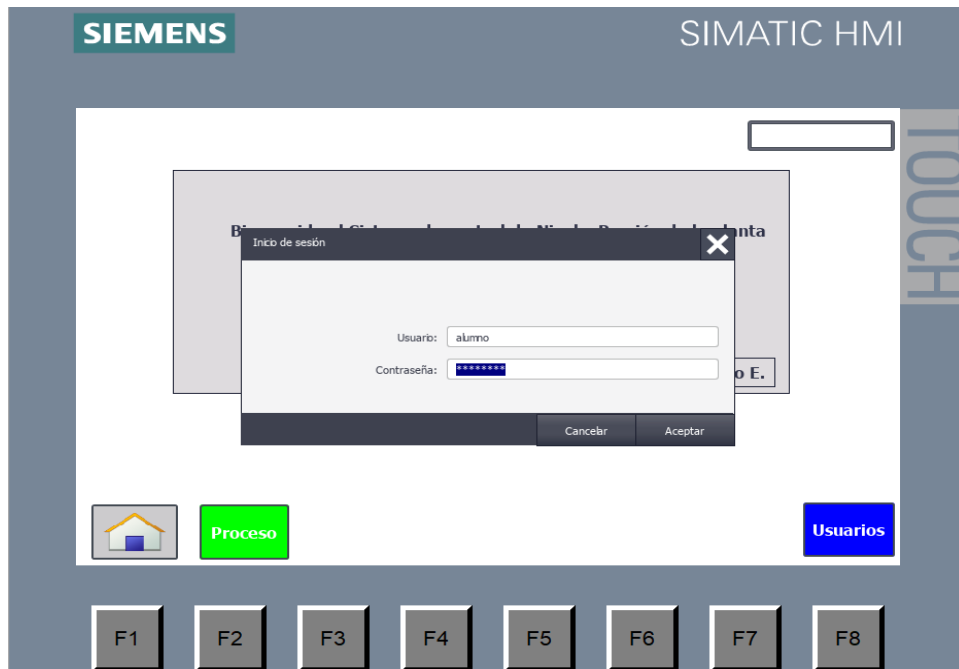 SIEMENS
SIMATIC HMI
TOUCH
nta
Inicio de sesión
Usuario: alumno
Contraseña: ********
o E.
Cancelar Aceptar
Proceso
Usuarios
F1 F2 F3 F4 F5 F6 F7 F8